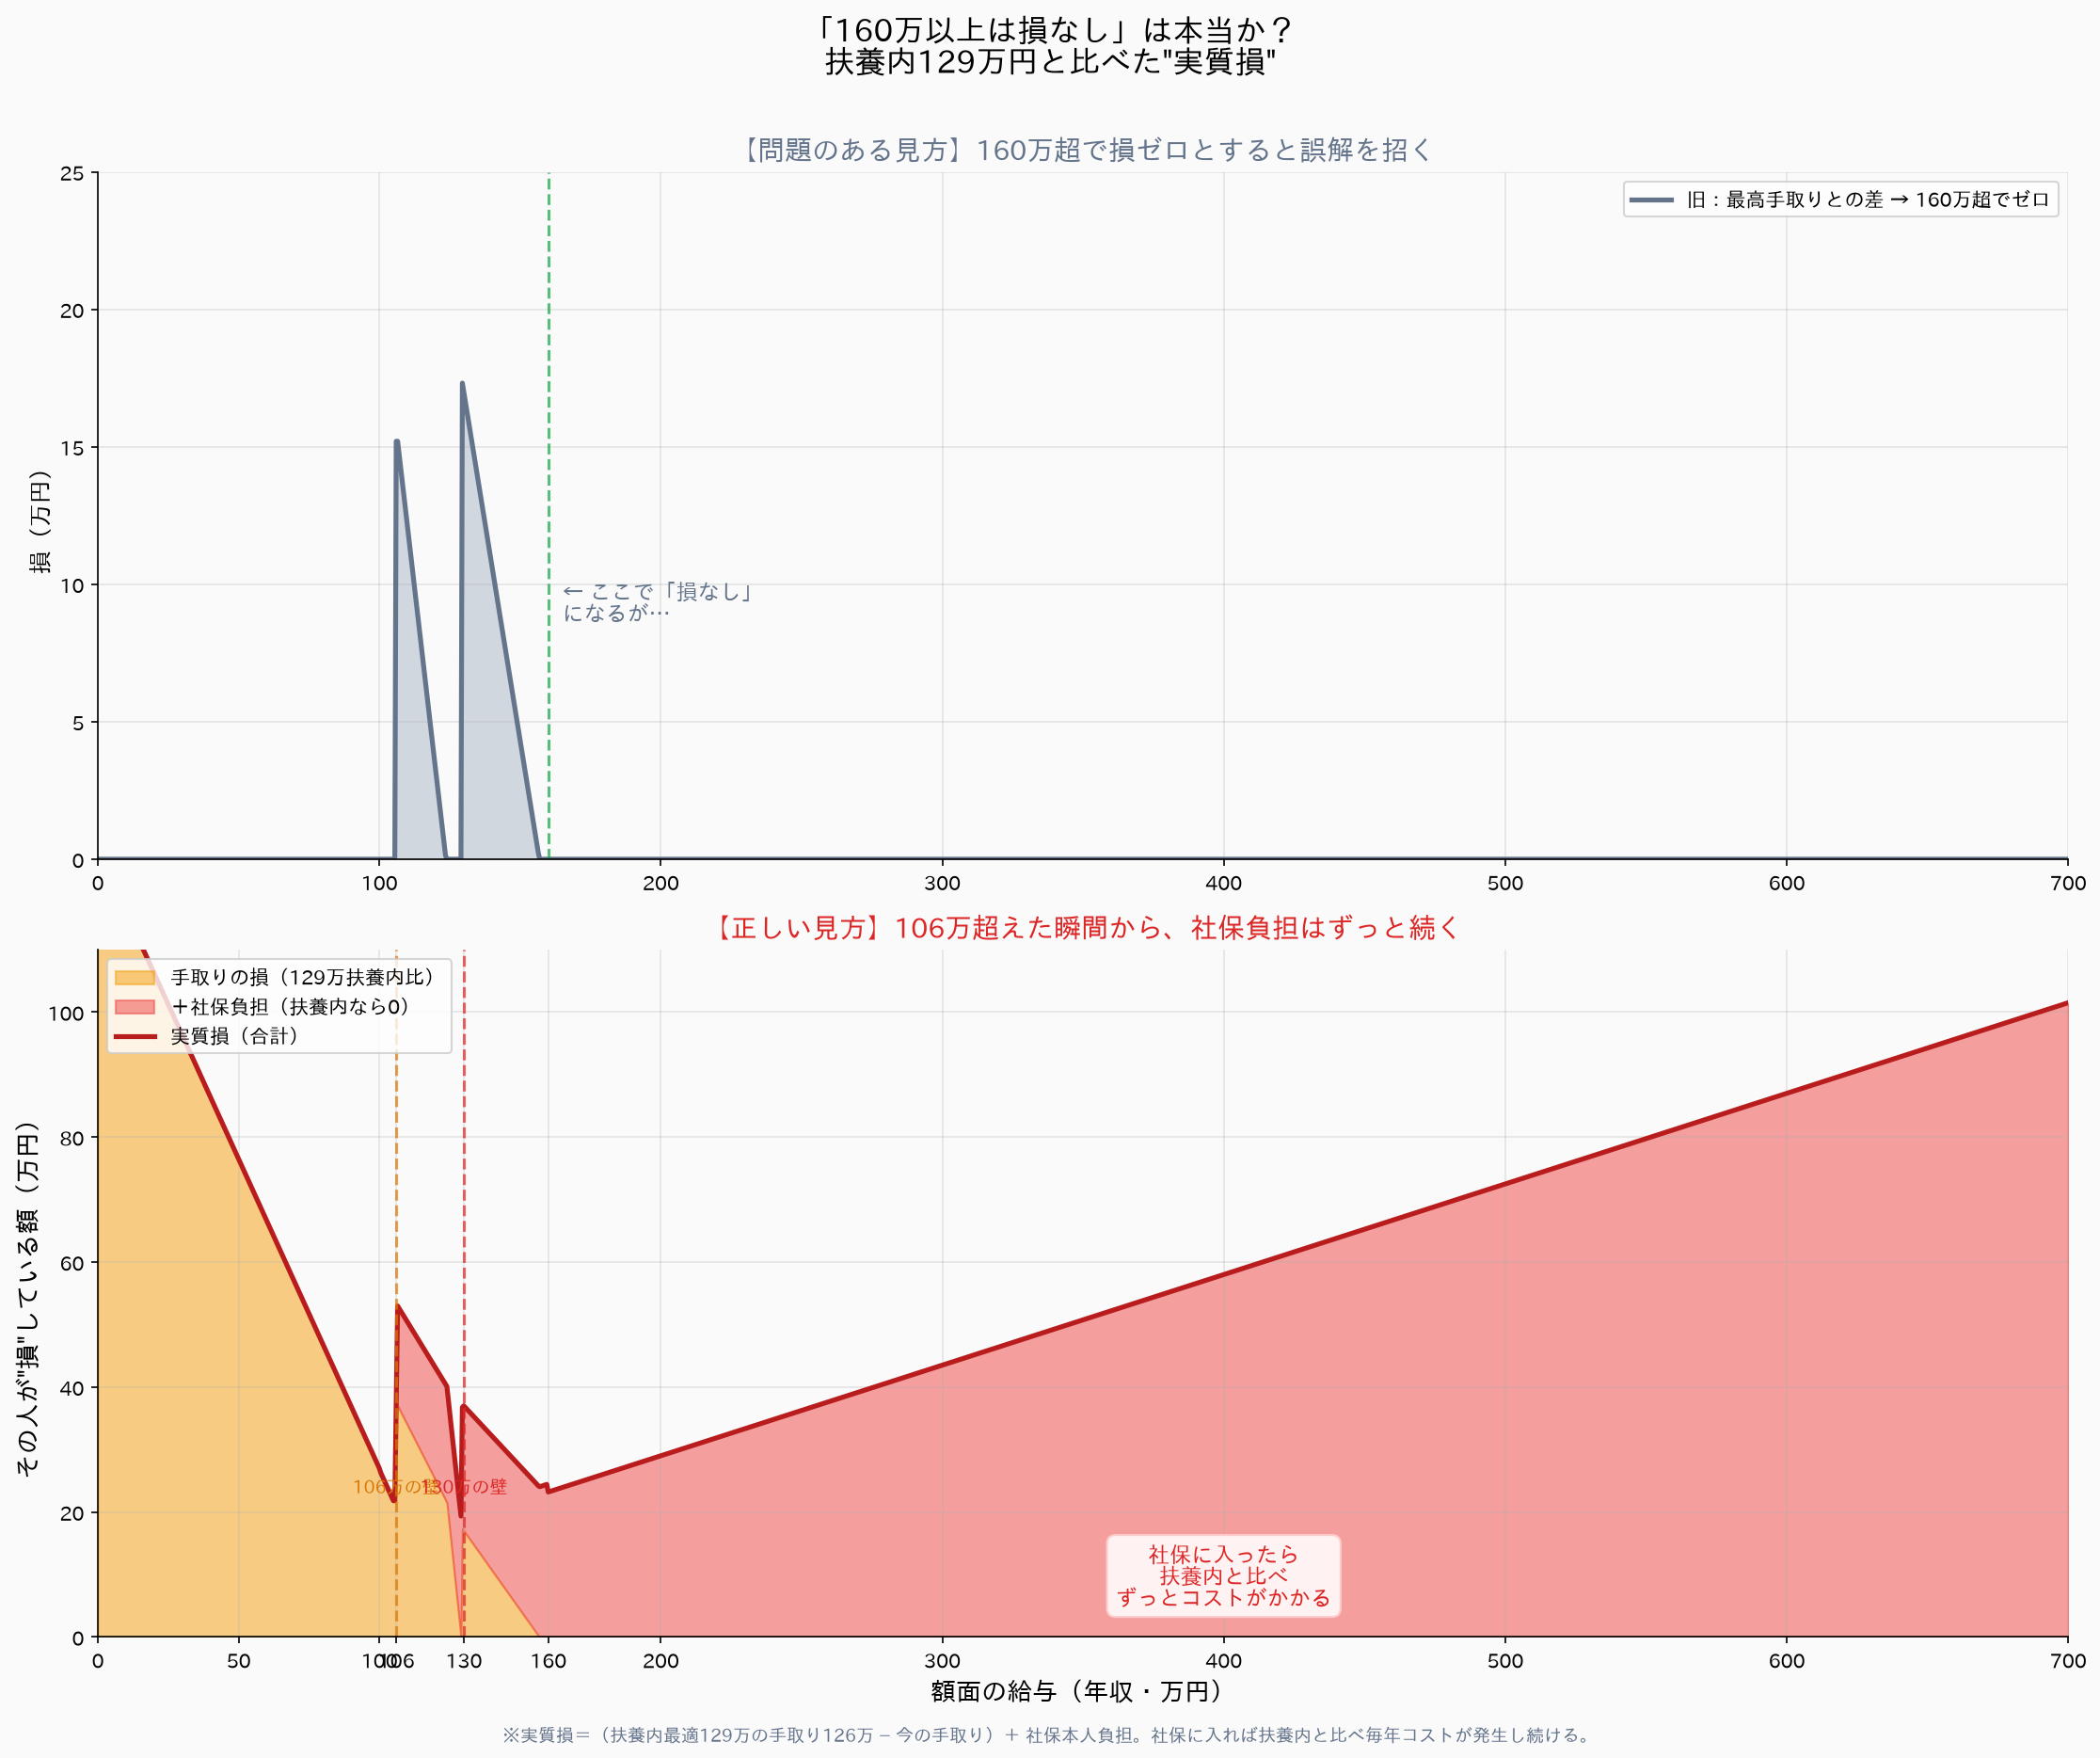 「160万以上は損なし」は本当か？
扶養内129万円と比べた"実質損"
【問題のある見方】160万超で損ゼロとすると誤解を招く
損（万円）
25
20
15
10
5
0
旧：最高手取りとの差 → 160万超でゼロ
← ここで「損なし」
になるが…
0
100
200
300
400
500
600
700
【正しい見方】106万超えた瞬間から、社保負担はずっと続く
その人が"損"している額（万円）
100
80
60
40
20
0
手取りの損（129万扶養内比）
＋社保負担（扶養内なら0）
実質損（合計）
106万の壁
130万の壁
社保に入ったら
扶養内と比べ
ずっとコストがかかる
0
50
100
106
130
160
200
300
400
500
600
700
額面の給与（年収・万円）
※実質損＝（扶養内最適129万の手取り126万 − 今の手取り）＋ 社保本人負担。社保に入れば扶養内と比べ毎年コストが発生し続ける。